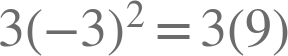 3(−3)² = 3(9)